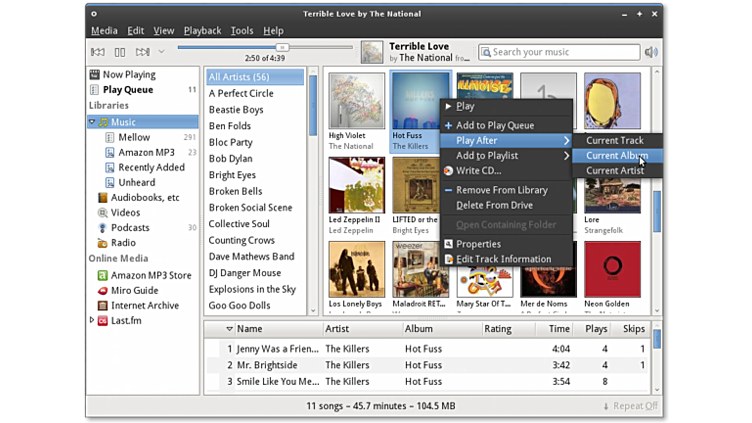 Terrible Love by The National
Media Edit View Playback Tools Help
2:50 of 4:39
Terrible Love
by The National fro...
Search your music
Now Playing
Play Queue 11
Libraries
Music
Mellow 291
Amazon MP3 23
Recently Added
Unheard
Audiobooks, etc
Videos
Podcasts 30
Radio
Online Media
Amazon MP3 Store
Miro Guide
Internet Archive
Last.fm
All Artists (56)
A Perfect Circle
Beastie Boys
Ben Folds
Bloc Party
Bob Dylan
Bright Eyes
Broken Bells
Broken Social Scene
Collective Soul
Counting Crows
Dave Mathews Band
DJ Danger Mouse
Explosions in the Sky
Goo Goo Dolls
High Violet
The National
Hot Fuss
The Killers
ILLINOISE
Led Zeppelin II
Led Zeppelin
LIFTED or the
Bright Eyes
Lore
Strangefolk
weezer
Los Lonely Boys
Maladroit RET...
Mary Star Of T...
Mer de Noms
Neon Golden
Play
Add to Play Queue
Play After
Add to Playlist
Write CD...
Remove From Library
Delete From Drive
Open Containing Folder
Properties
Edit Track Information
Current Track
Current Album
Current Artist
Name Artist Album Rating Time Plays Skips
1 Jenny Was a Frien... The Killers Hot Fuss 4:04 4 1
2 Mr. Brightside The Killers Hot Fuss 3:42 4 1
3 Smile Like You Me... The Killers Hot Fuss 3:54 8
11 songs – 45.7 minutes – 104.5 MB
Repeat Off